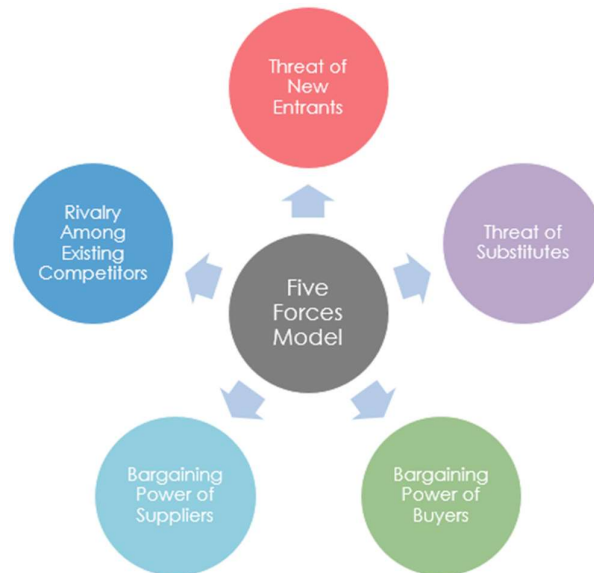 Threat of
New
Entrants
Rivalry
Among
Existing
Competitors
Threat of
Substitutes
Five
Forces
Model
Bargaining
Power of
Suppliers
Bargaining
Power of
Buyers